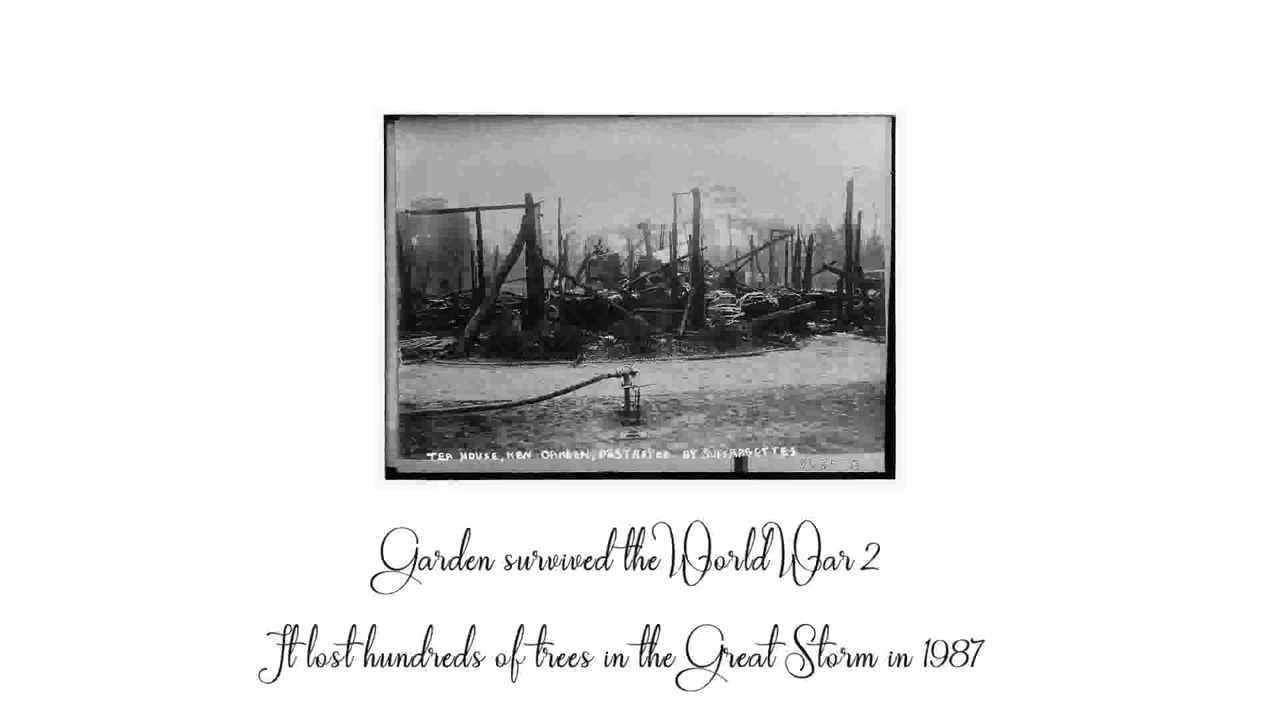 TEA HOUSE, KEW GARDEN, DESTROYED BY SUFFRAGETTES
Garden survived the World War 2
It lost hundreds of trees in the Great Storm in 1987